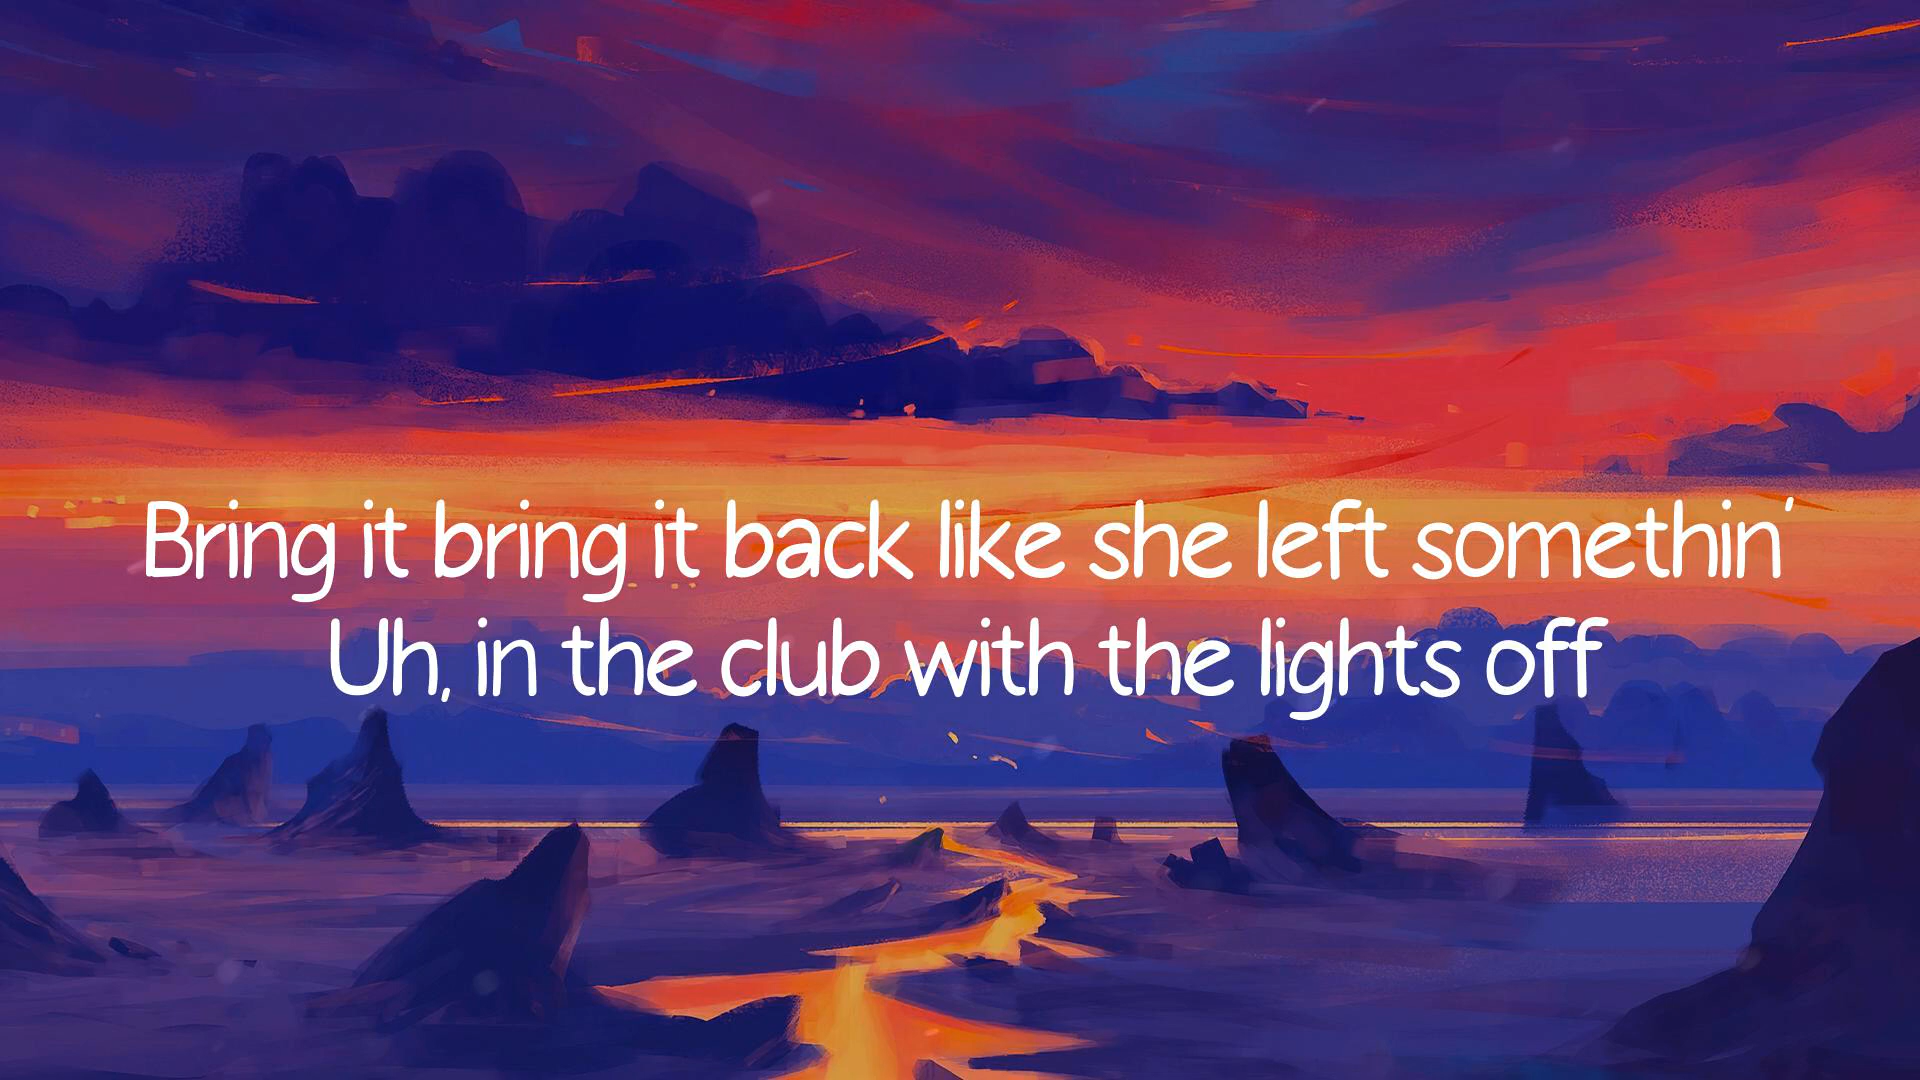 Bring it bring it back like she left somethin'
Uh, in the club with the lights off